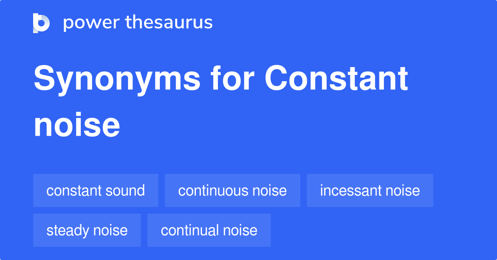 power thesaurus
Synonyms for Constant
noise
constant sound continuous noise incessant noise
steady noise continual noise